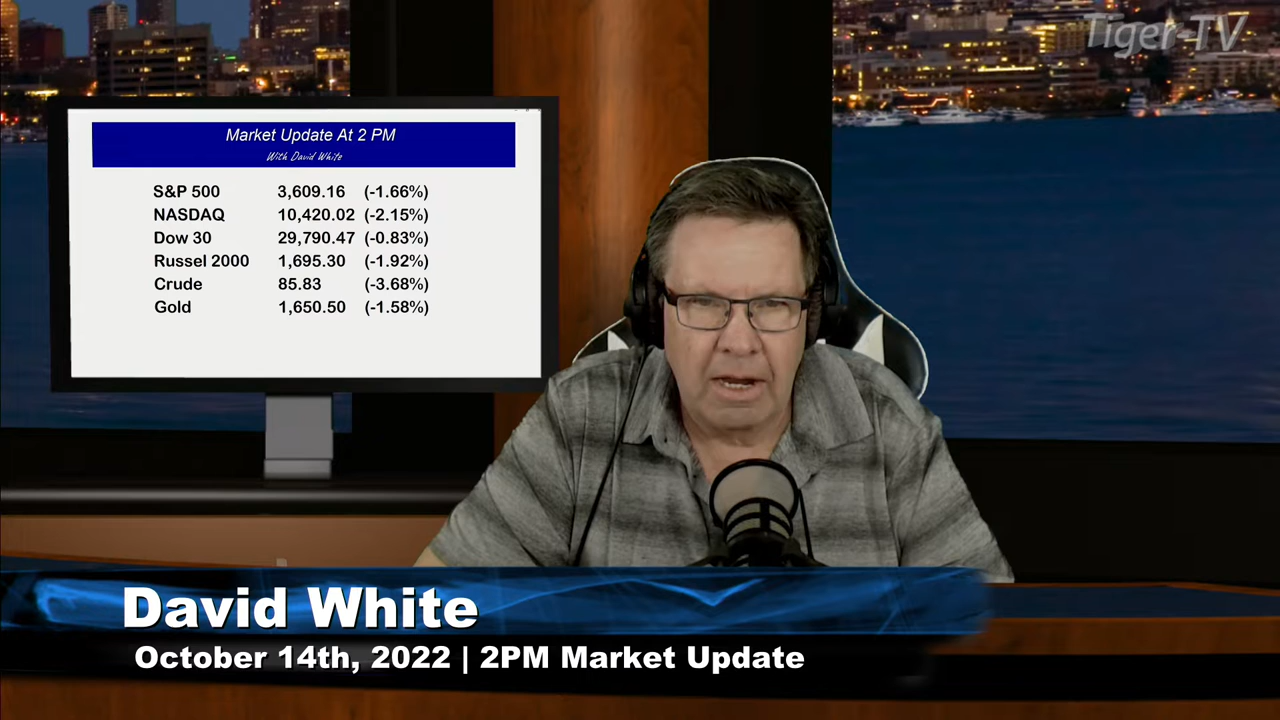 Tiger-TV
Market Update At 2 PM
With David White
S&P 500 3,609.16 (-1.66%)
NASDAQ 10,420.02 (-2.15%)
Dow 30 29,790.47 (-0.83%)
Russel 2000 1,695.30 (-1.92%)
Crude 85.83 (-3.68%)
Gold 1,650.50 (-1.58%)
David White
October 14th, 2022 | 2PM Market Update